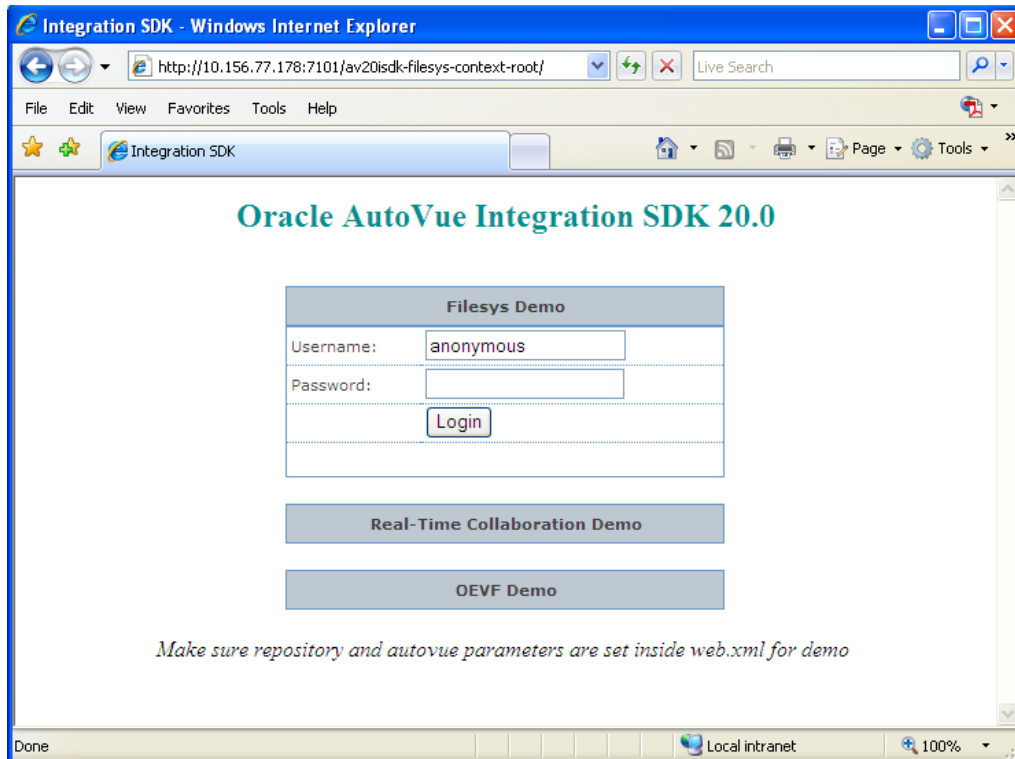 Integration SDK - Windows Internet Explorer
http://10.156.77.178:7101/av20isdk-filesys-context-root/
Live Search
File Edit View Favorites Tools Help
Integration SDK
Page Tools
Oracle AutoVue Integration SDK 20.0
Filesys Demo
Username: anonymous
Password:
Login
Real-Time Collaboration Demo
OEVF Demo
Make sure repository and autovue parameters are set inside web.xml for demo
Done Local intranet 100%